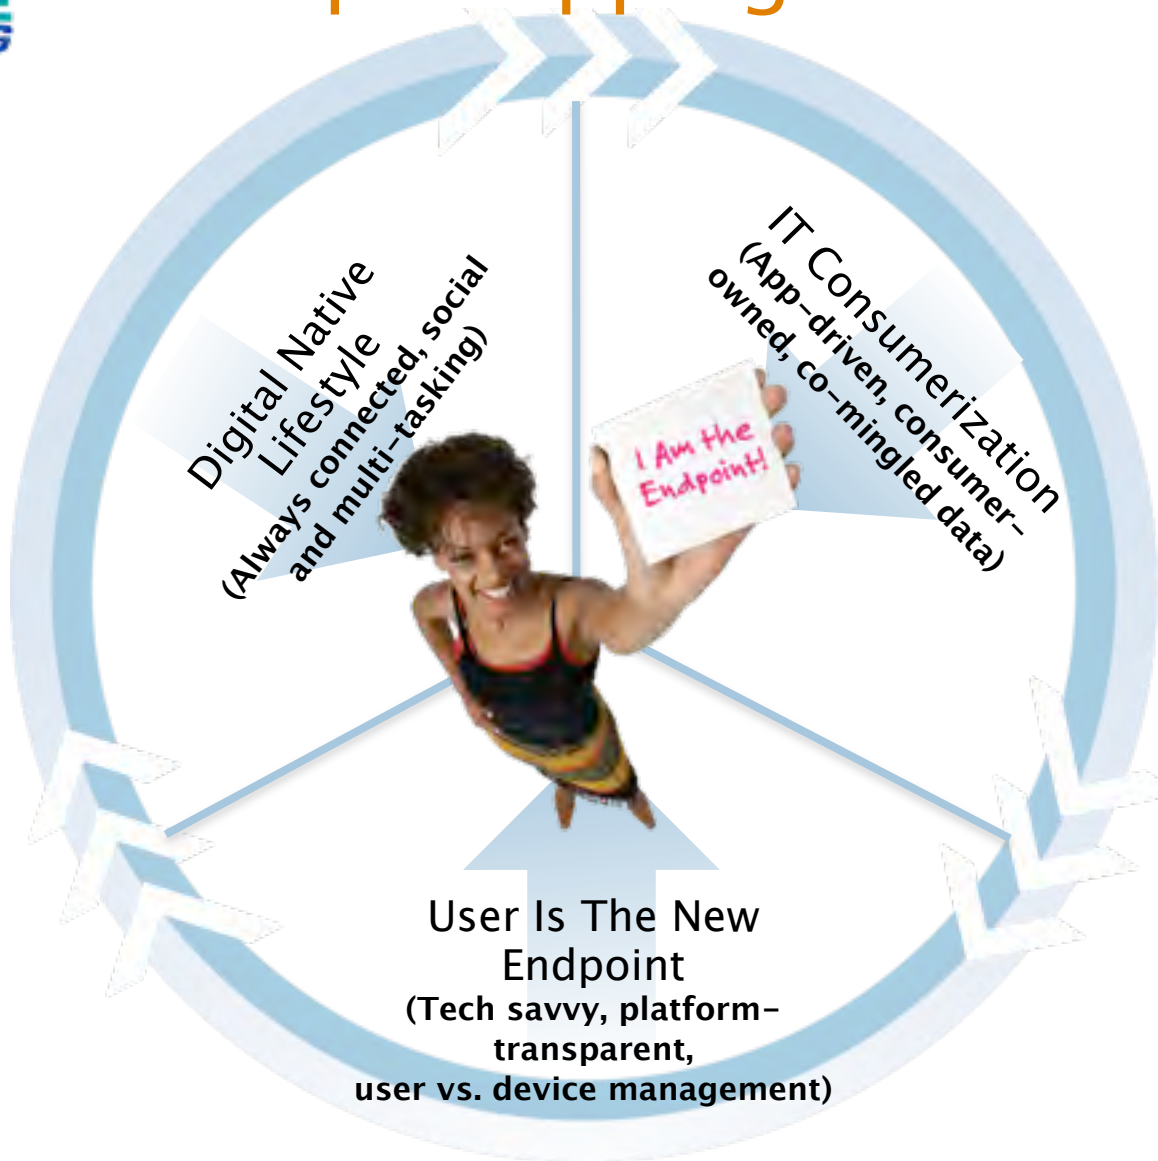 Digital Native
Lifestyle
(Always connected, social
and multi-tasking)
IT Consumerization
(App-driven, consumer-
owned, co-mingled data)
I Am the
Endpoint!
User Is The New
Endpoint
(Tech savvy, platform-
transparent,
user vs. device management)